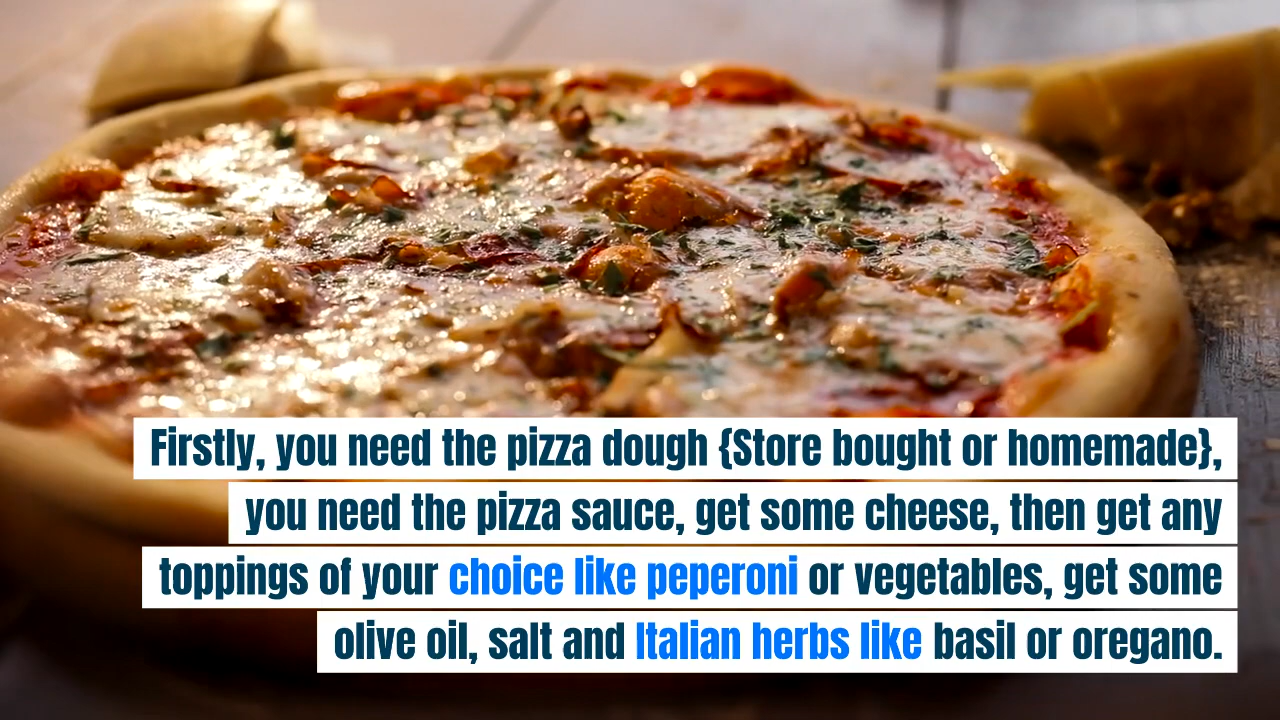 Firstly, you need the pizza dough {Store bought or homemade},
you need the pizza sauce, get some cheese, then get any
toppings of your choice like peperoni or vegetables, get some
olive oil, salt and Italian herbs like basil or oregano.